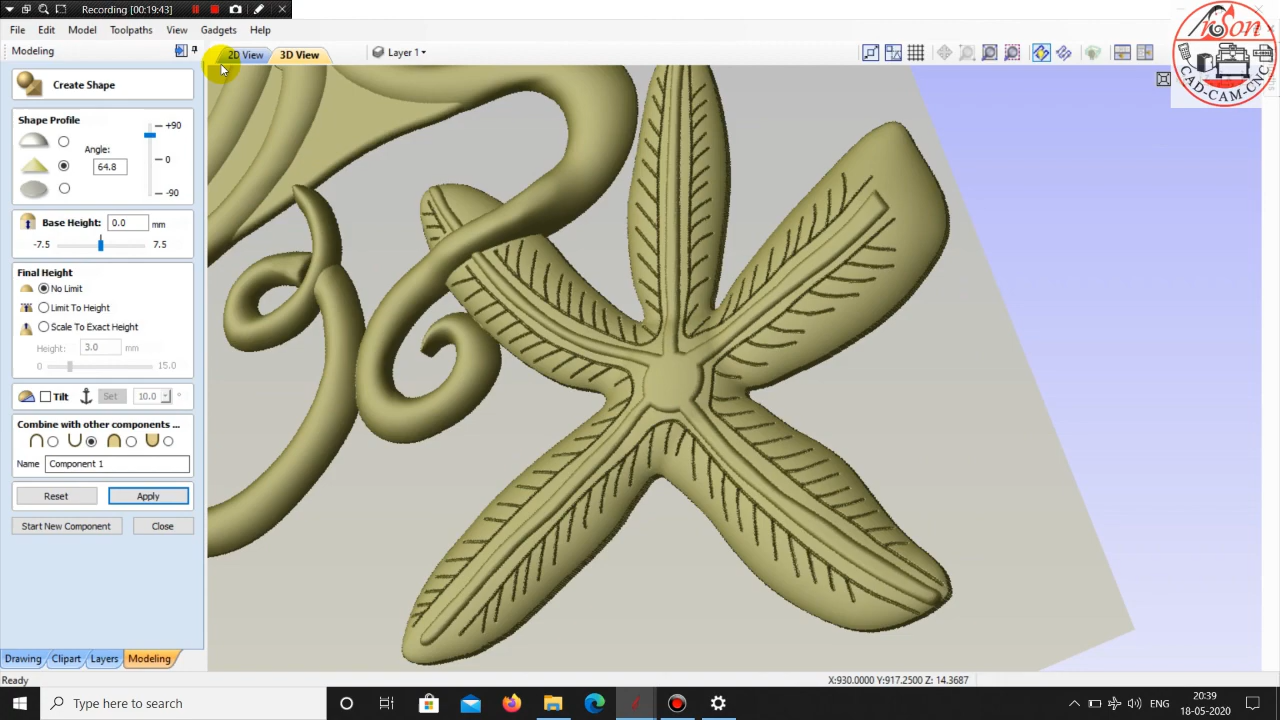 Recording [00:19:43]
File Edit Model Toolpaths View Gadgets Help
Modeling
2D View 3D View Layer 1
Create Shape
Shape Profile
+90
Angle:
0
64.8
-90
Base Height: 0.0 mm
-7.5 7.5
Final Height
No Limit
Limit To Height
Scale To Exact Height
Height: 3.0 mm
0 15.0
Tilt Set 10.0 °
Combine with other components ...
Name Component 1
Reset Apply
Start New Component Close
Drawing Clipart Layers Modeling
Ready
X:930.0000 Y:917.2500 Z: 14.3687
Type here to search
ENG
20:39
18-05-2020
CAD-CAM-CNC